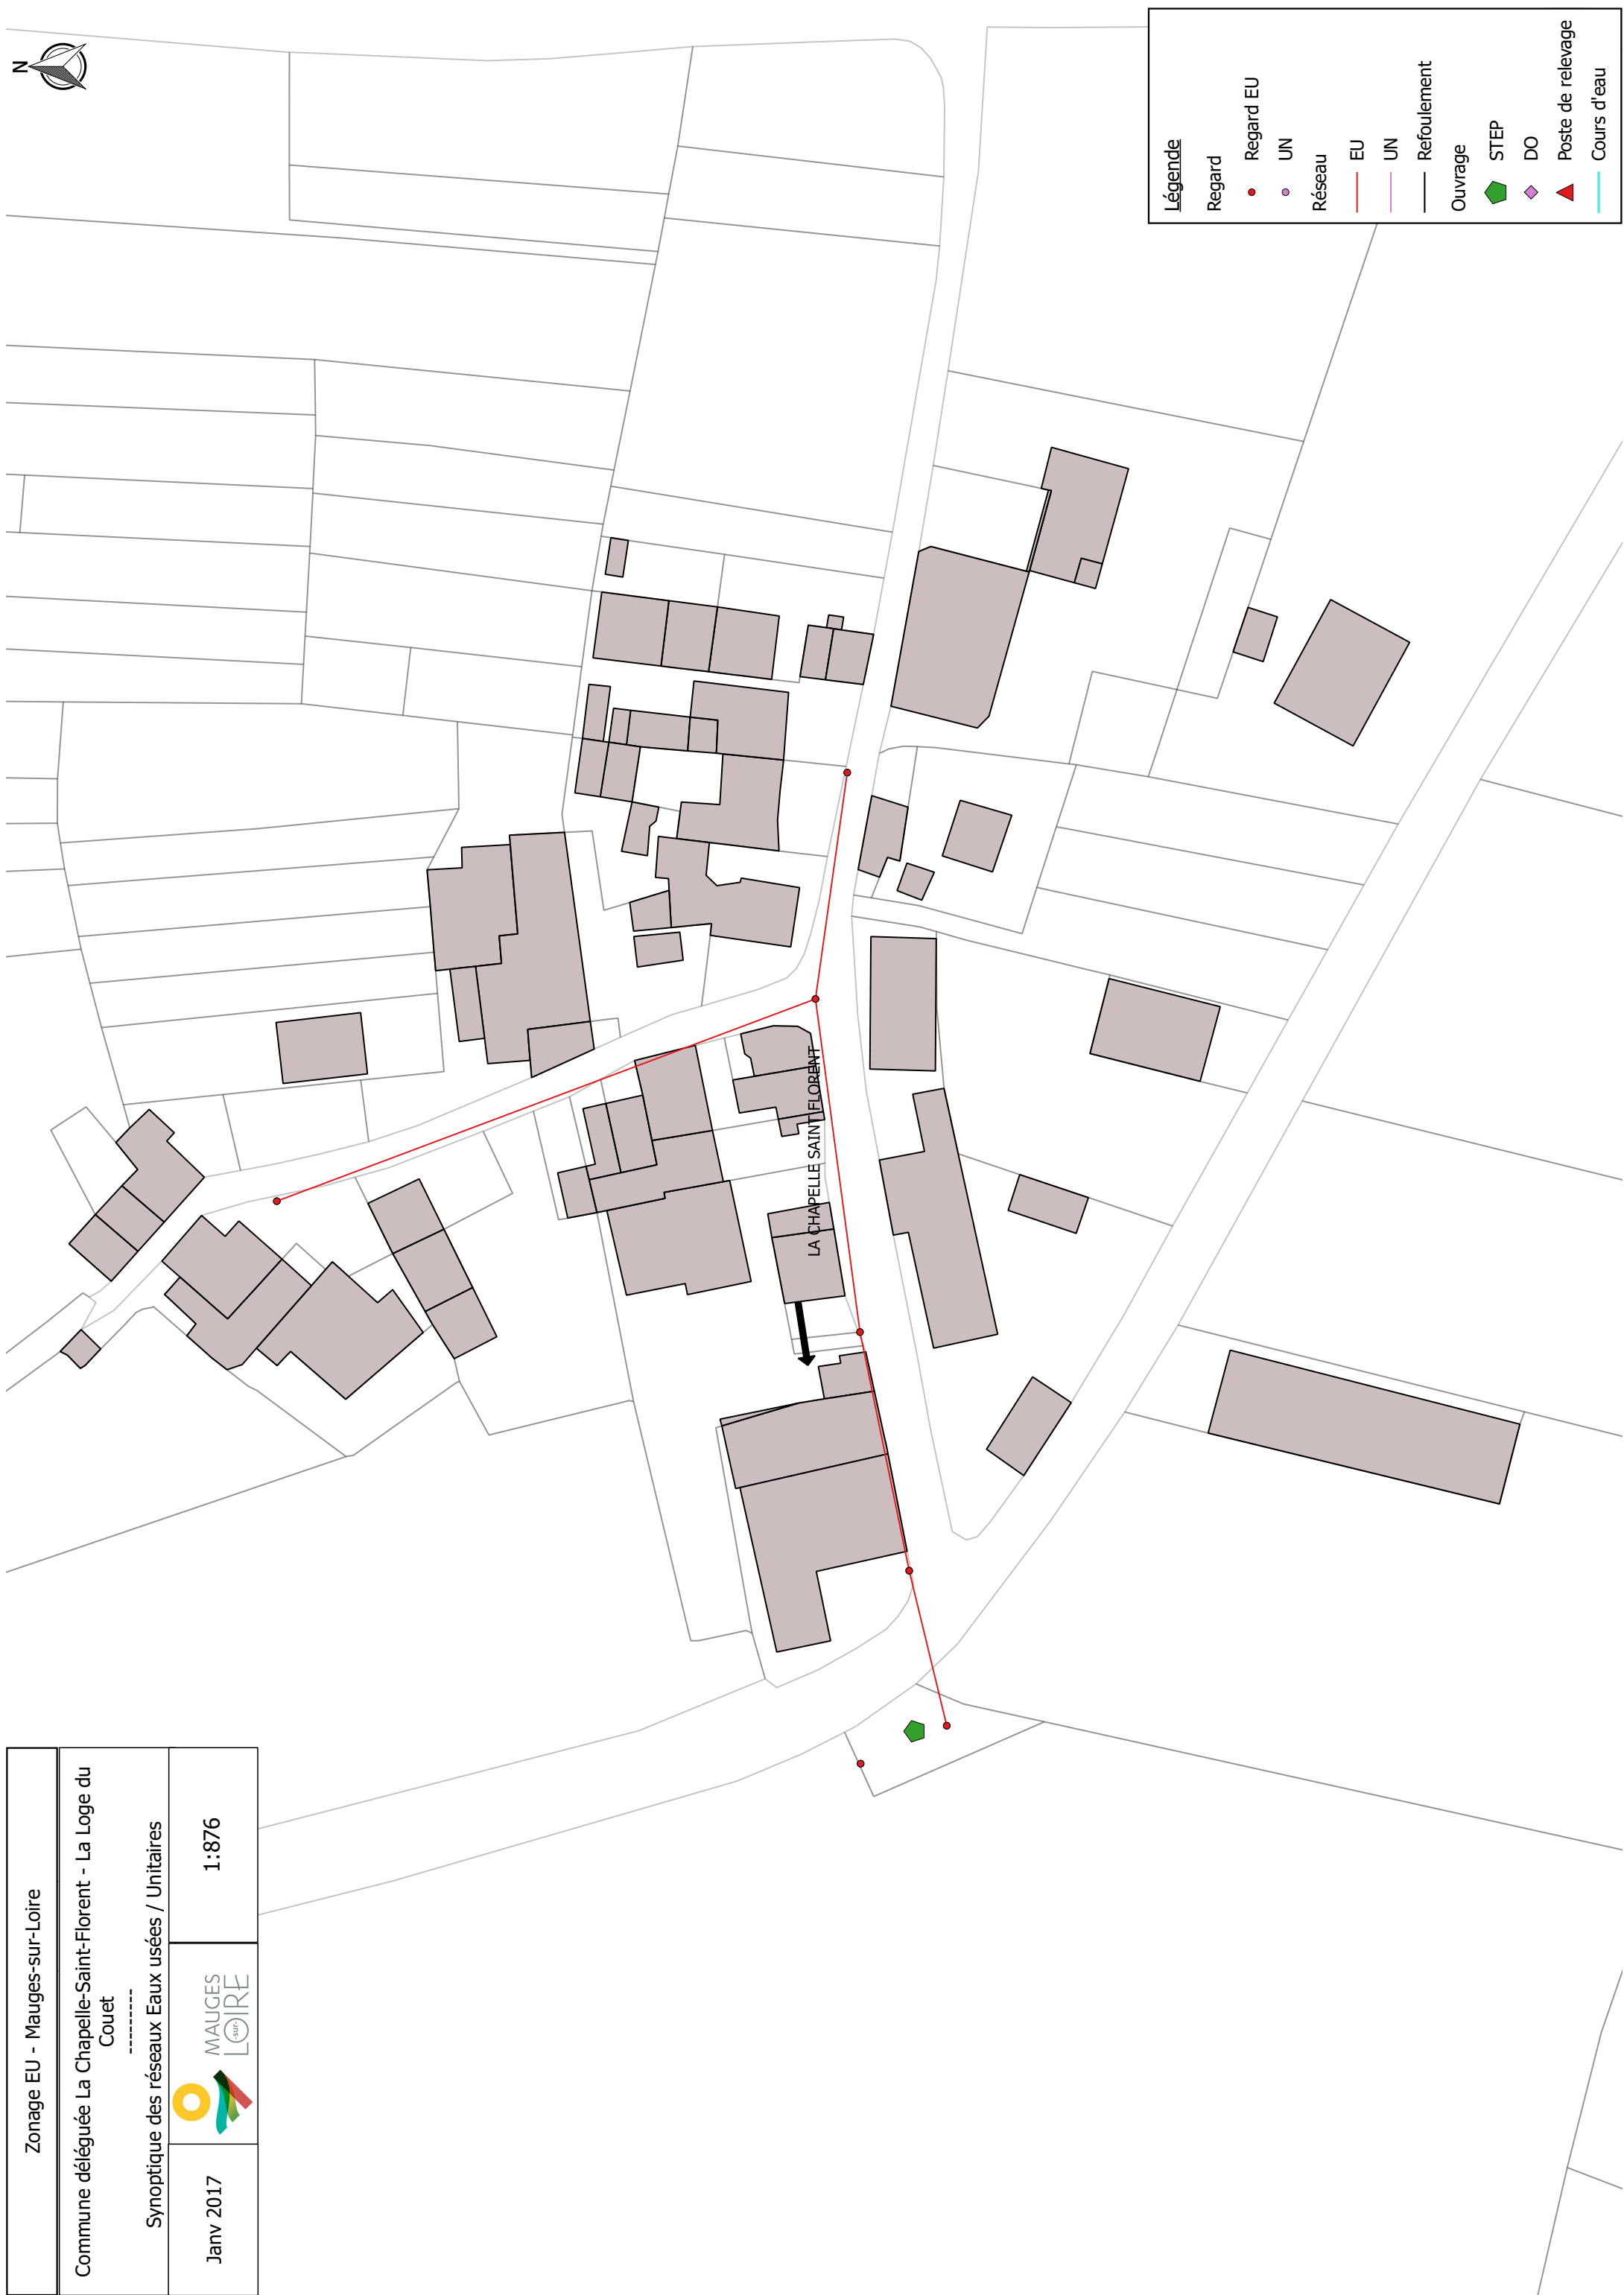 Zonage EU - Mauges-sur-Loire
Commune déléguée La Chapelle-Saint-Florent - La Loge du
Couet
---------
Synoptique des réseaux Eaux usées / Unitaires
Janv 2017
MAUGES
-sur-
LOIRE
1:876
N
LA CHAPELLE SAINT FLORENT
Légende
Regard
Regard EU
UN
Réseau
EU
UN
Refoulement
Ouvrage
STEP
DO
Poste de relevage
Cours d'eau